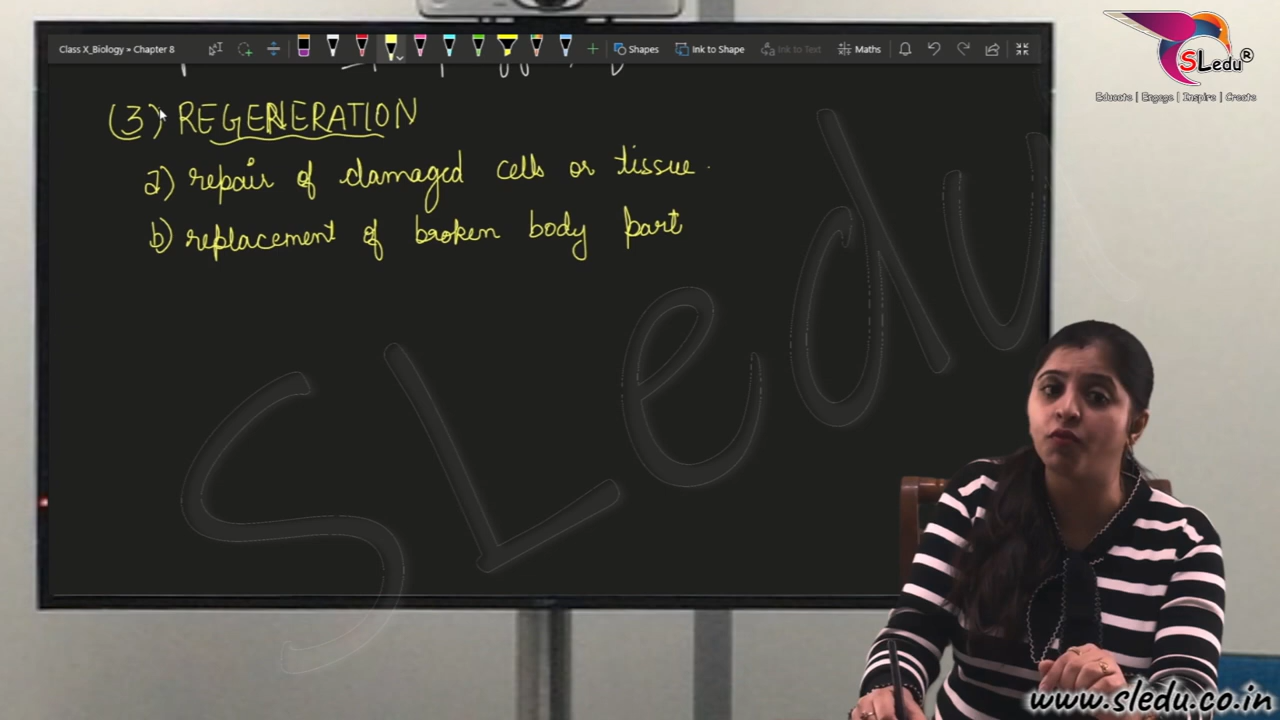 SLedu®
Educate | Engage | Inspire | Create
Class X_Biology » Chapter 8
Shapes
Ink to Shape
Ink to Text
Maths
(3) REGENERATION
a) repair of damaged cells or tissue.
b) replacement of broken body part
SLedu
www.sledu.co.in